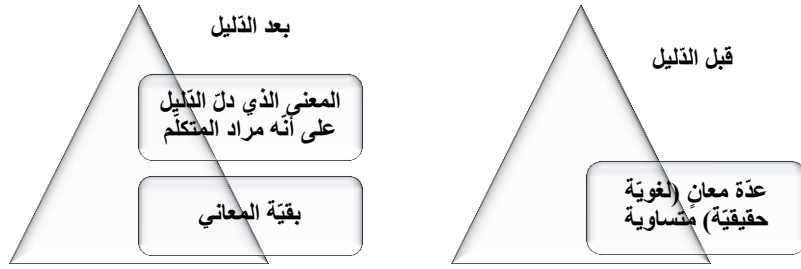 قبل الدّليل
عدّة معانٍ (لغويّة
حقيقيّة) متساوية
بعد الدّليل
المعنى الذي دلّ الدّليل
على أنّه مراد المتكلّم
بقيّة المعاني